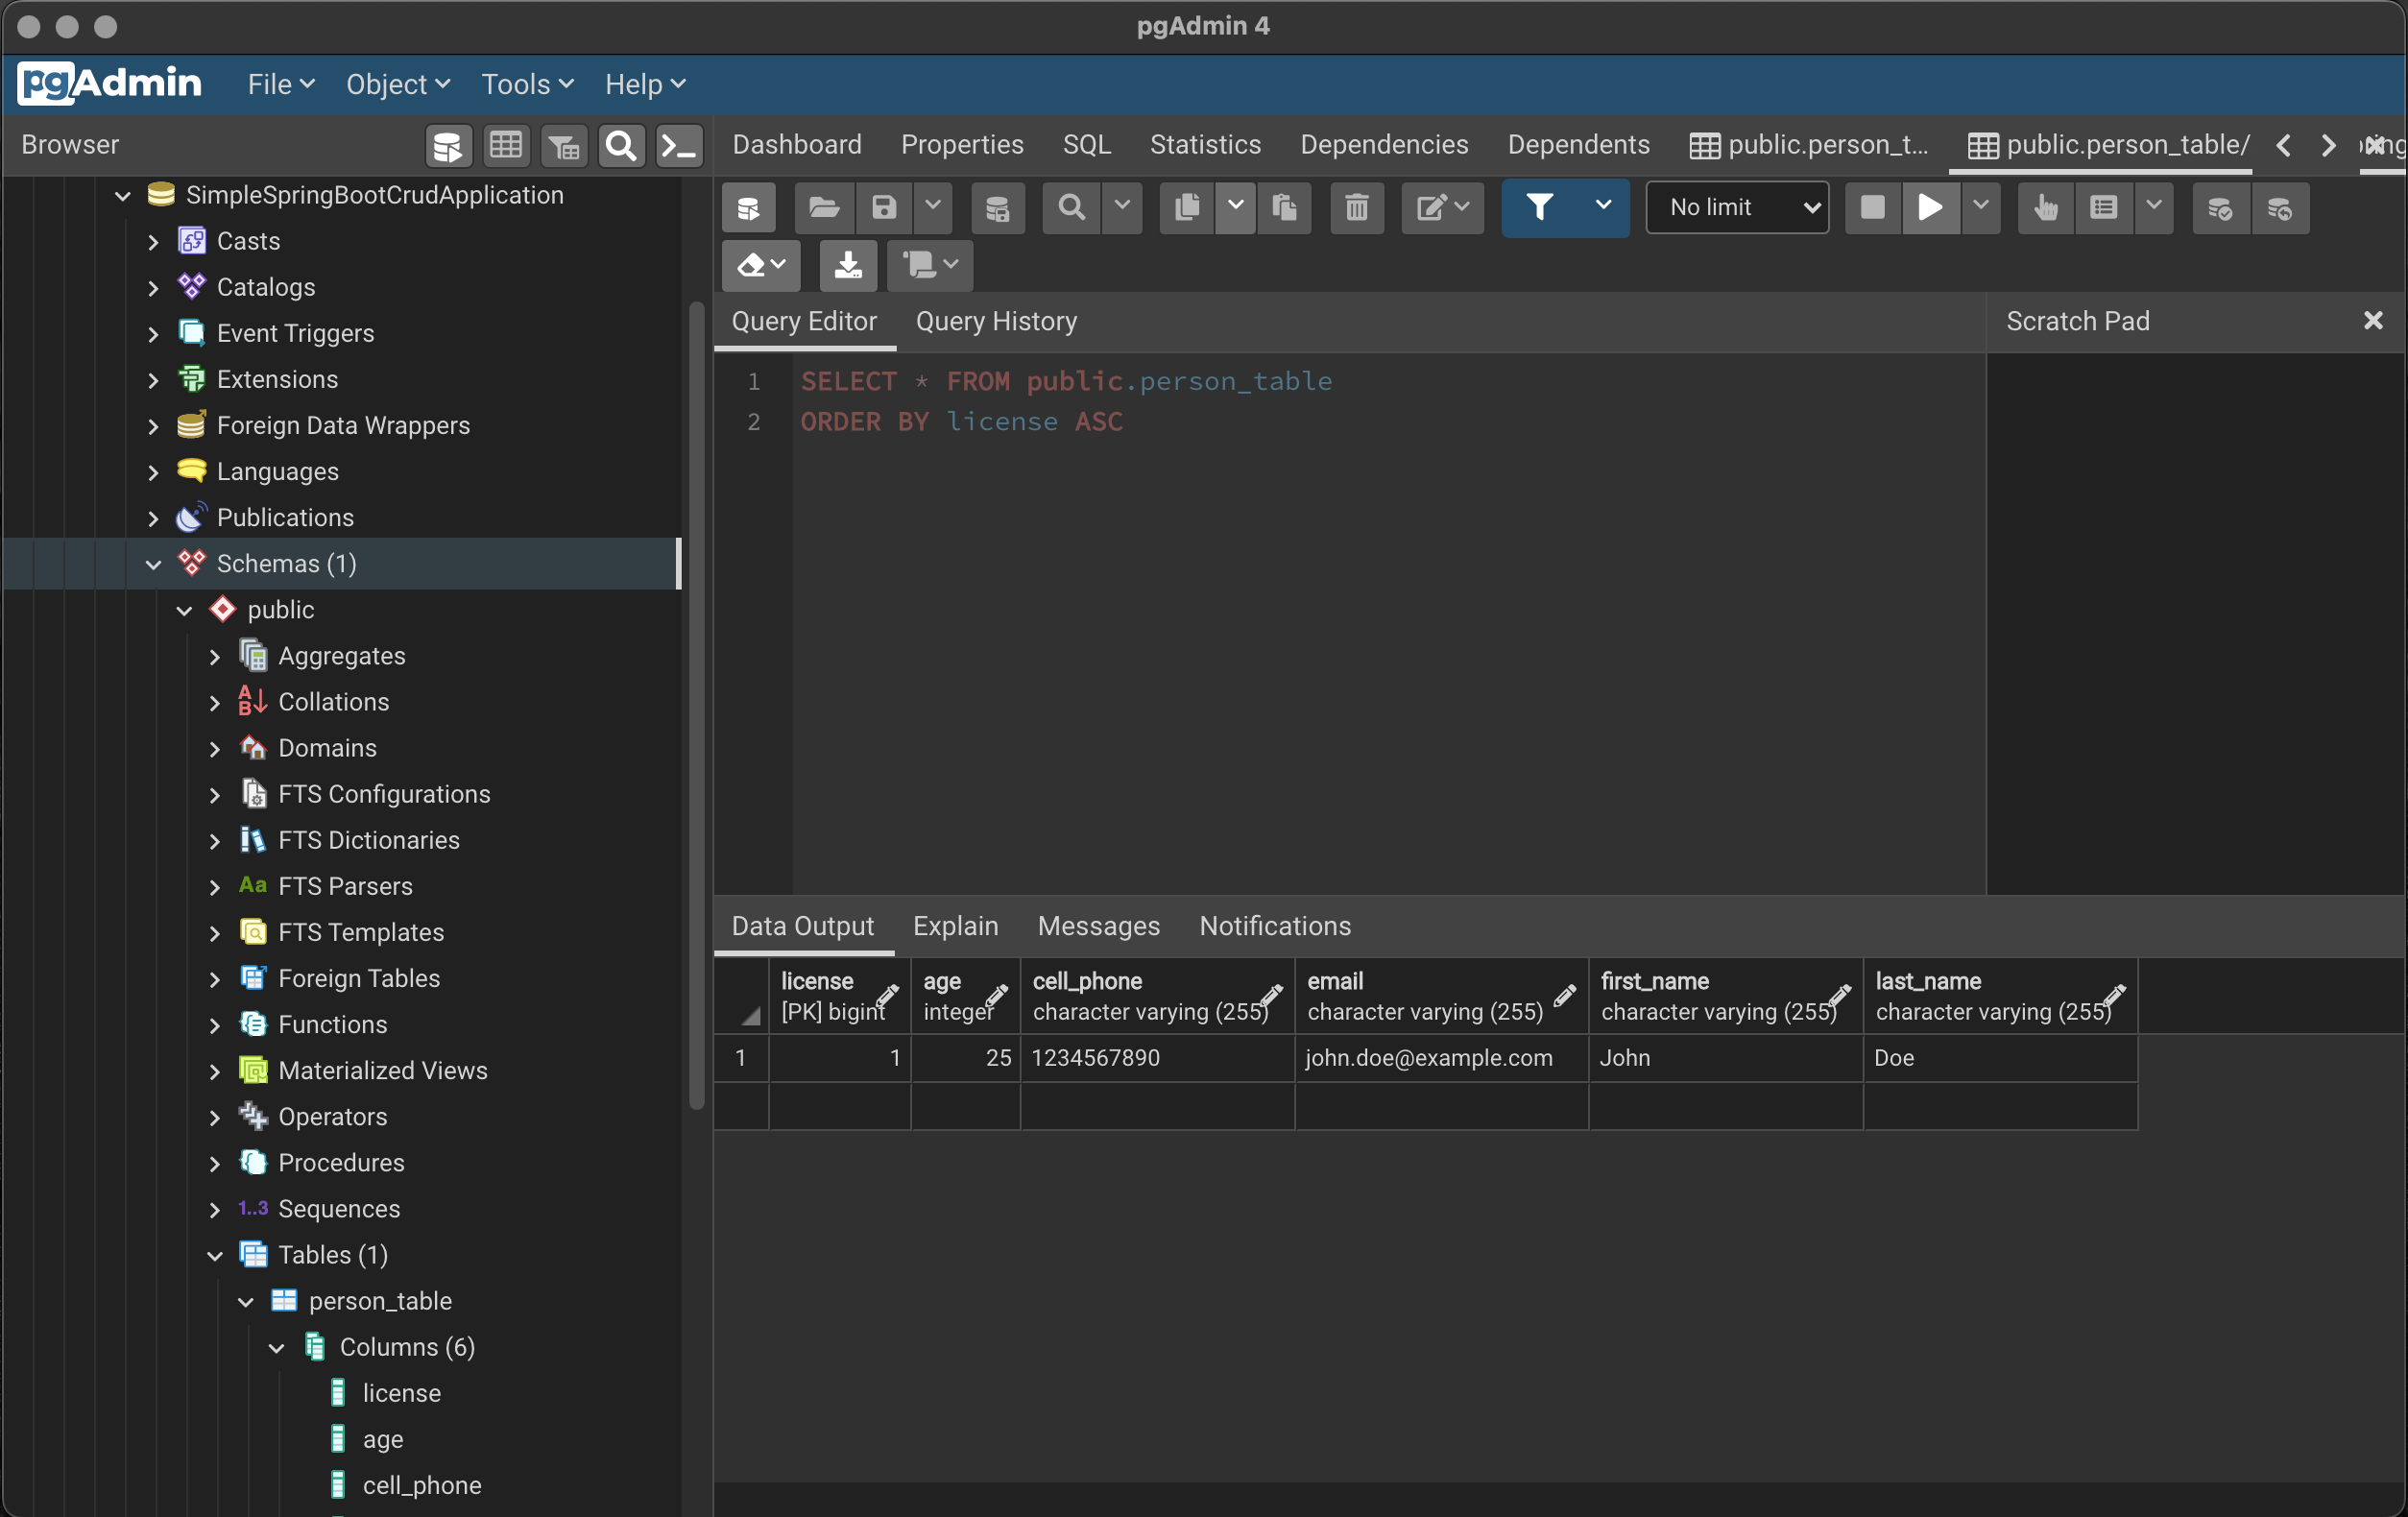 pgAdmin 4
pgAdmin File Object Tools Help
Browser
Dashboard Properties SQL Statistics Dependencies Dependents public.person_t... public.person_table/
No limit
SimpleSpringBootCrudApplication
Casts
Catalogs
Event Triggers
Extensions
Foreign Data Wrappers
Languages
Publications
Schemas (1)
public
Aggregates
Collations
Domains
FTS Configurations
FTS Dictionaries
Aa FTS Parsers
FTS Templates
Foreign Tables
Functions
Materialized Views
Operators
Procedures
1..3 Sequences
Tables (1)
person_table
Columns (6)
license
age
cell_phone
Query Editor Query History
Scratch Pad
1 SELECT * FROM public.person_table
2 ORDER BY license ASC
Data Output Explain Messages Notifications
license age cell_phone email first_name last_name
[PK] bigint integer character varying (255) character varying (255) character varying (255) character varying (255)
1 1 25 1234567890 john.doe@example.com John Doe